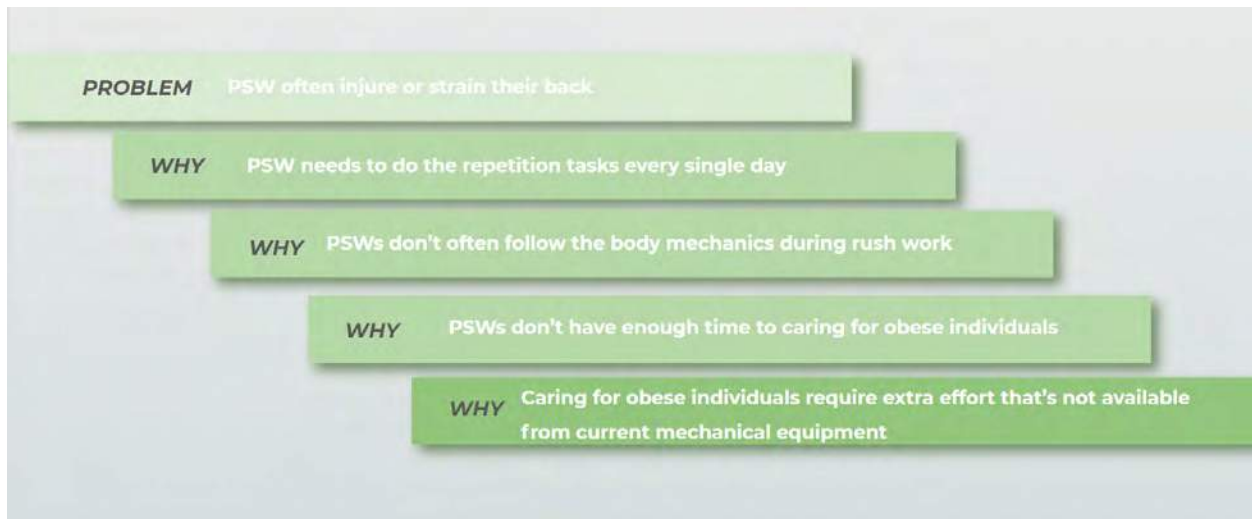 PROBLEM PSW often injure or strain their back
WHY PSW needs to do the repetition tasks every single day
WHY PSWs don't often follow the body mechanics during rush work
WHY PSWs don't have enough time to caring for obese individuals
WHY Caring for obese individuals require extra effort that's not available
from current mechanical equipment